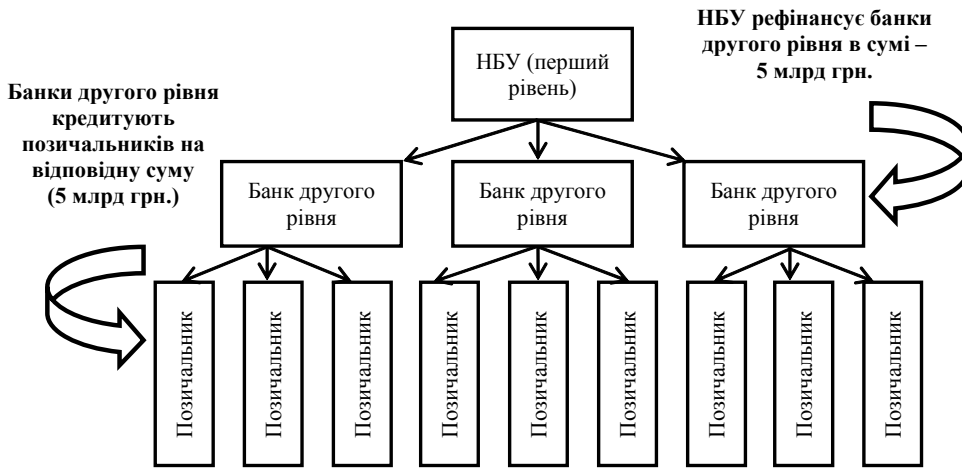 НБУ рефінансує банки
другого рівня в сумі –
5 млрд грн.
НБУ (перший
рівень)
Банки другого рівня
кредитують
позичальників на
відповідну суму
(5 млрд грн.)
Банк другого
рівня
Банк другого
рівня
Банк другого
рівня
Позичальник
Позичальник
Позичальник
Позичальник
Позичальник
Позичальник
Позичальник
Позичальник
Позичальник